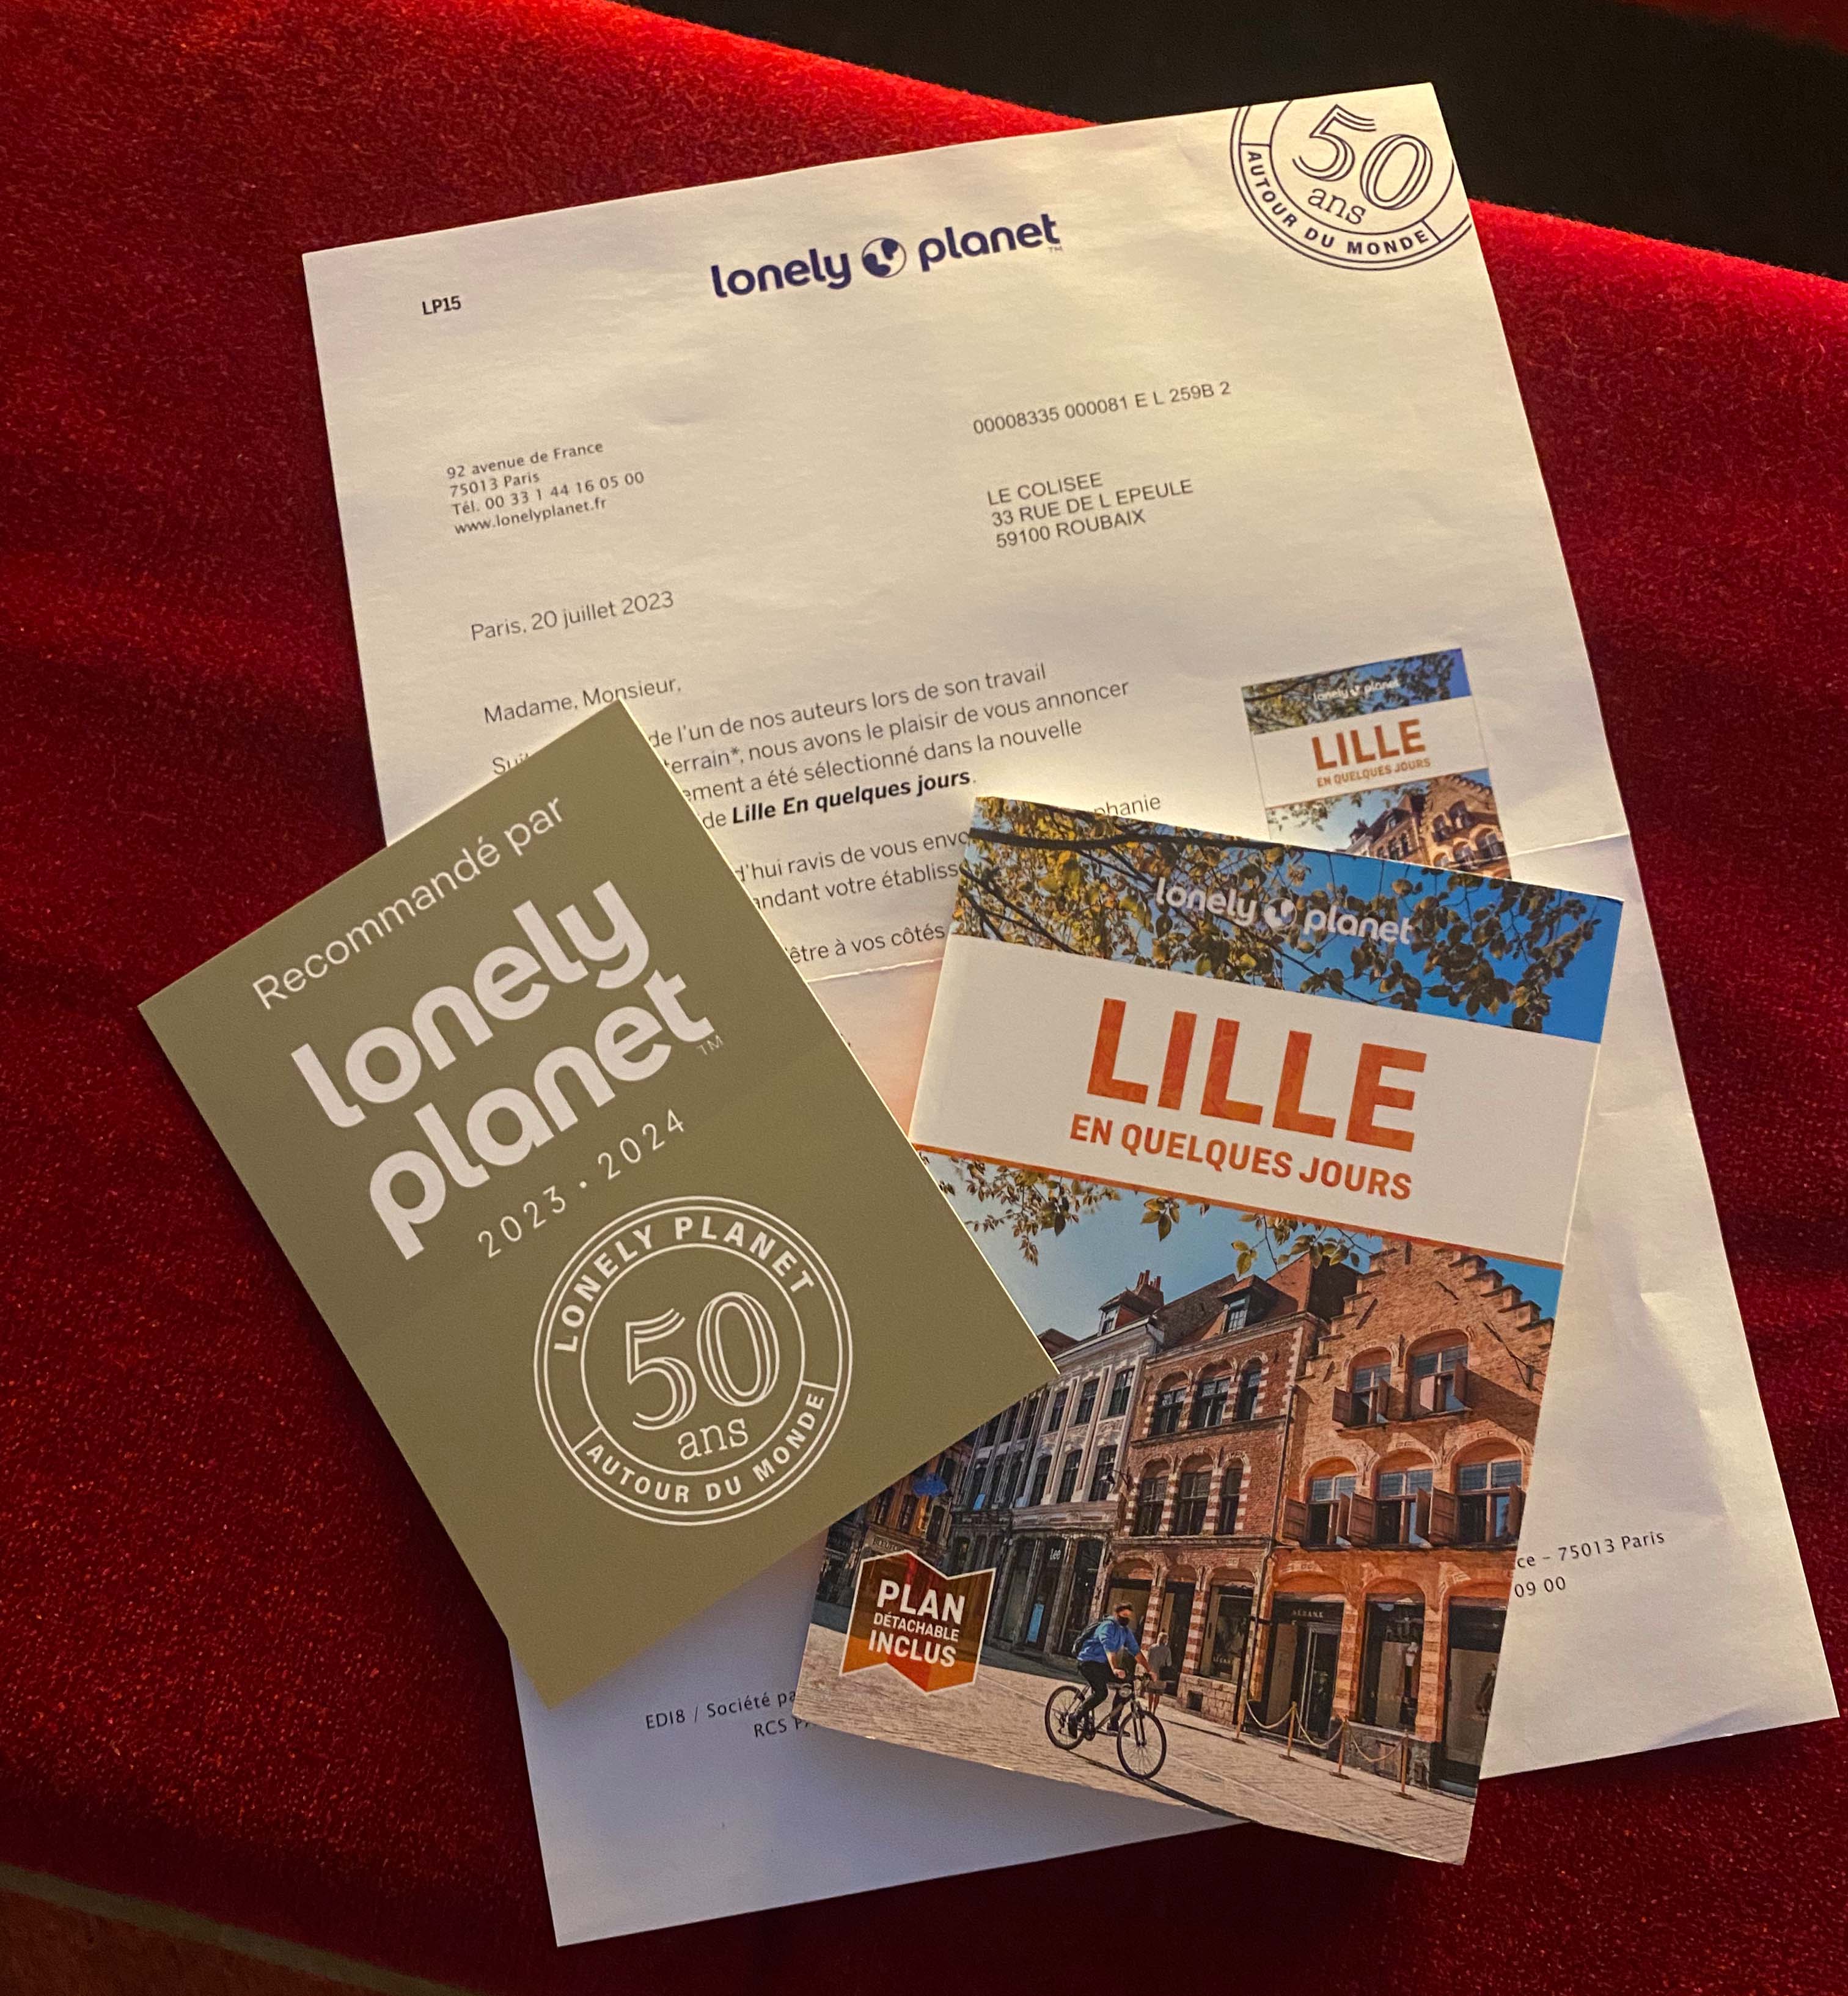 50
ans
AUTOUR DU MONDE
lonely planet™
LP15
00008335 000081 E L 259B 2
92 avenue de France
75013 Paris
Tél. 00 33 1 44 16 05 00
www.lonelyplanet.fr
LE COLISEE
33 RUE DE L EPEULE
59100 ROUBAIX
Paris, 20 juillet 2023
Madame, Monsieur,
de l'un de nos auteurs lors de son travail
errain*, nous avons le plaisir de vous annoncer
ement a été sélectionné dans la nouvelle
de Lille En quelques jours.
phanie
d'hui ravis de vous envo
andant votre établiss
être à vos côtés
lonely planet
LILLE
EN QUELQUES JOURS
Recommandé par
lonely
planet™
2023 • 2024
LONELY PLANET
50
ans
AUTOUR DU MONDE
lonely planet
LILLE
EN QUELQUES JOURS
Lee
PLAN
DÉTACHABLE
INCLUS
ce – 75013 Paris
09 00
EDI8 / Société pa
RCS P